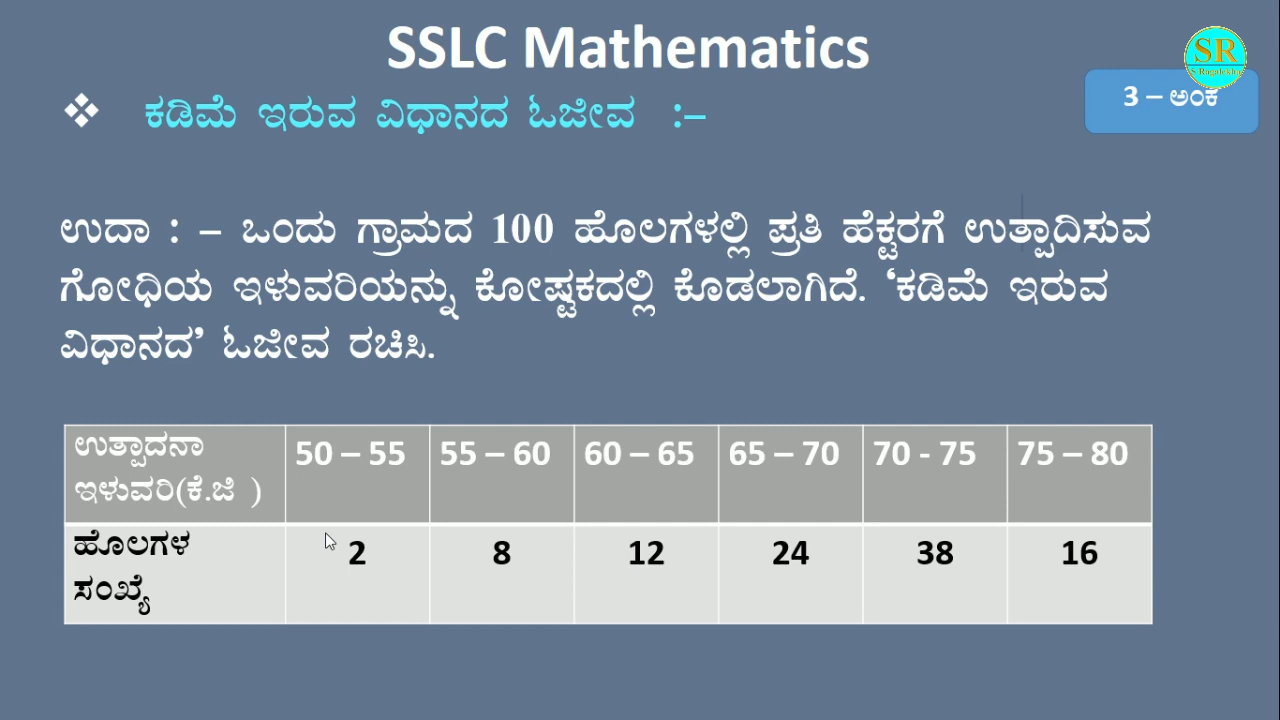 SSLC Mathematics
SR
❖ ಕಡಿಮೆ ಇರುವ ವಿಧಾನದ ಓಜೀವ :–
3 – ಅಂಕ
ಉದಾ : – ಒಂದು ಗ್ರಾಮದ 100 ಹೊಲಗಳಲ್ಲಿ ಪ್ರತಿ ಹೆಕ್ಟರಗೆ ಉತ್ಪಾದಿಸುವ
ಗೋಧಿಯ ಇಳುವರಿಯನ್ನು ಕೋಷ್ಟಕದಲ್ಲಿ ಕೊಡಲಾಗಿದೆ. ‘ಕಡಿಮೆ ಇರುವ
ವಿಧಾನದ’ ಓಜೀವ ರಚಿಸಿ.
ಉತ್ಪಾದನಾ
ಇಳುವರಿ(ಕೆ.ಜಿ ) 50 – 55 55 – 60 60 – 65 65 – 70 70 - 75 75 – 80
ಹೊಲಗಳ
ಸಂಖ್ಯೆ 2 8 12 24 38 16